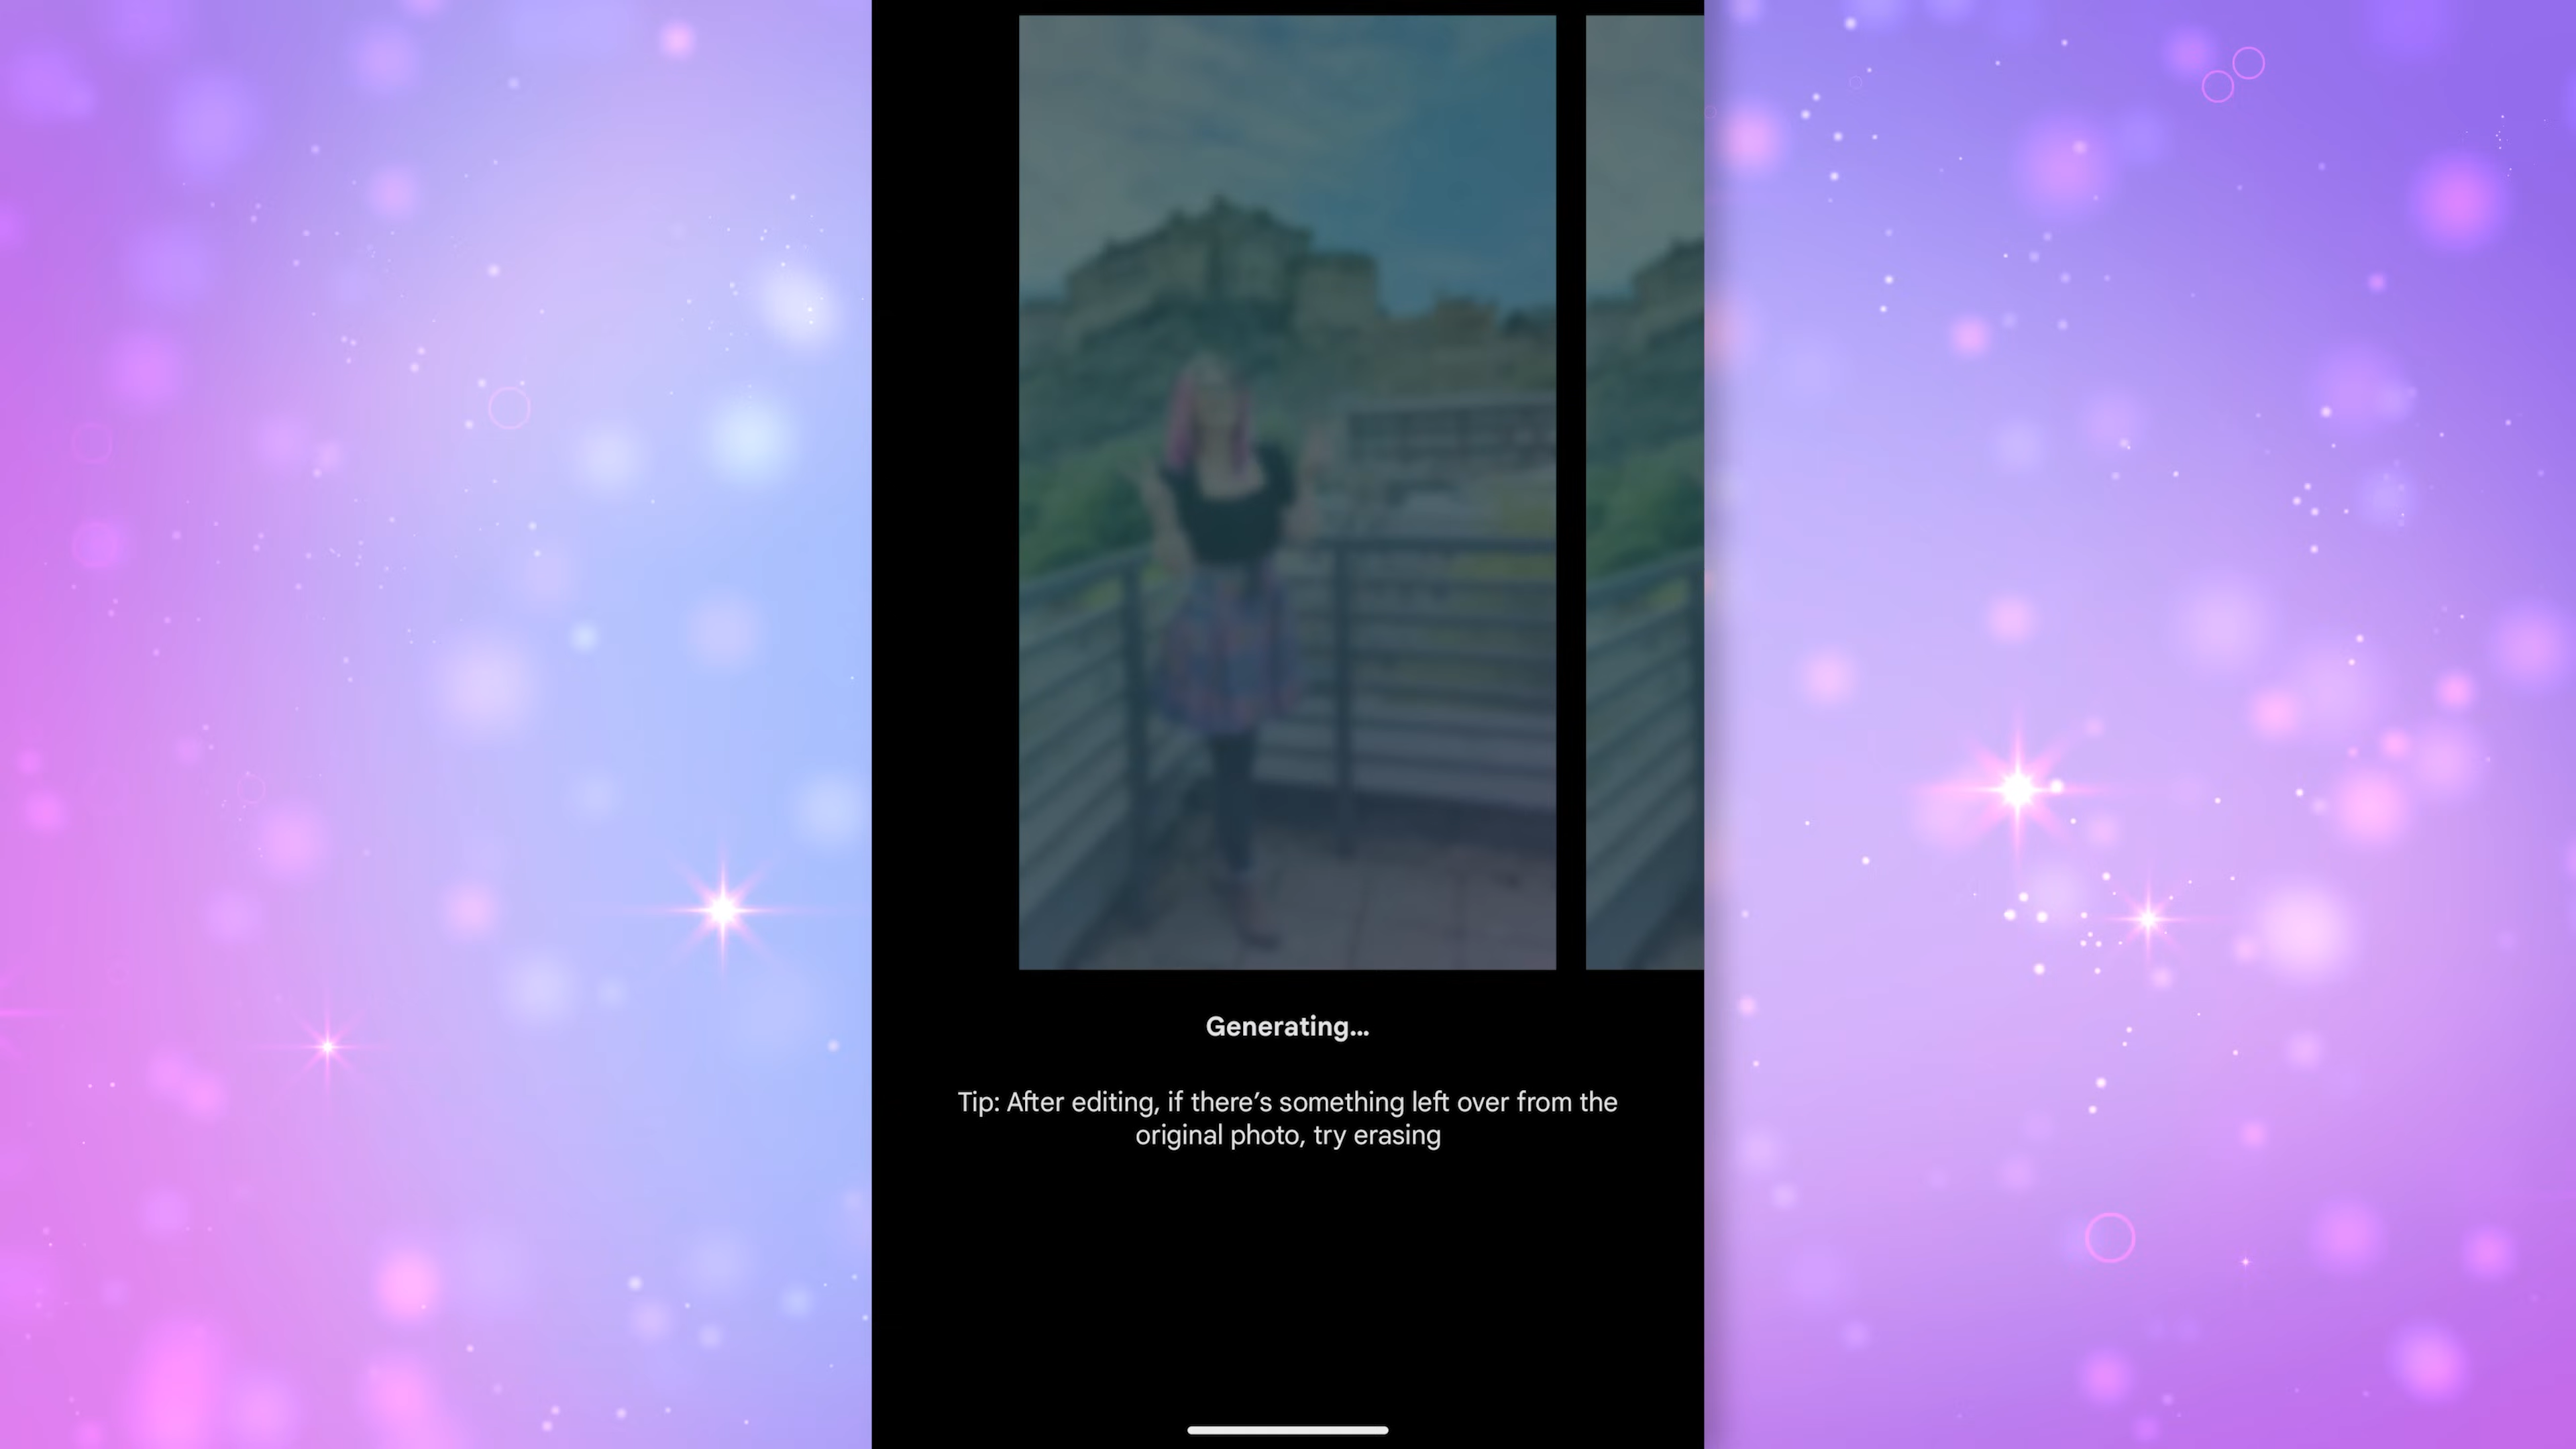 Generating...
Tip: After editing, if there’s something left over from the
original photo, try erasing